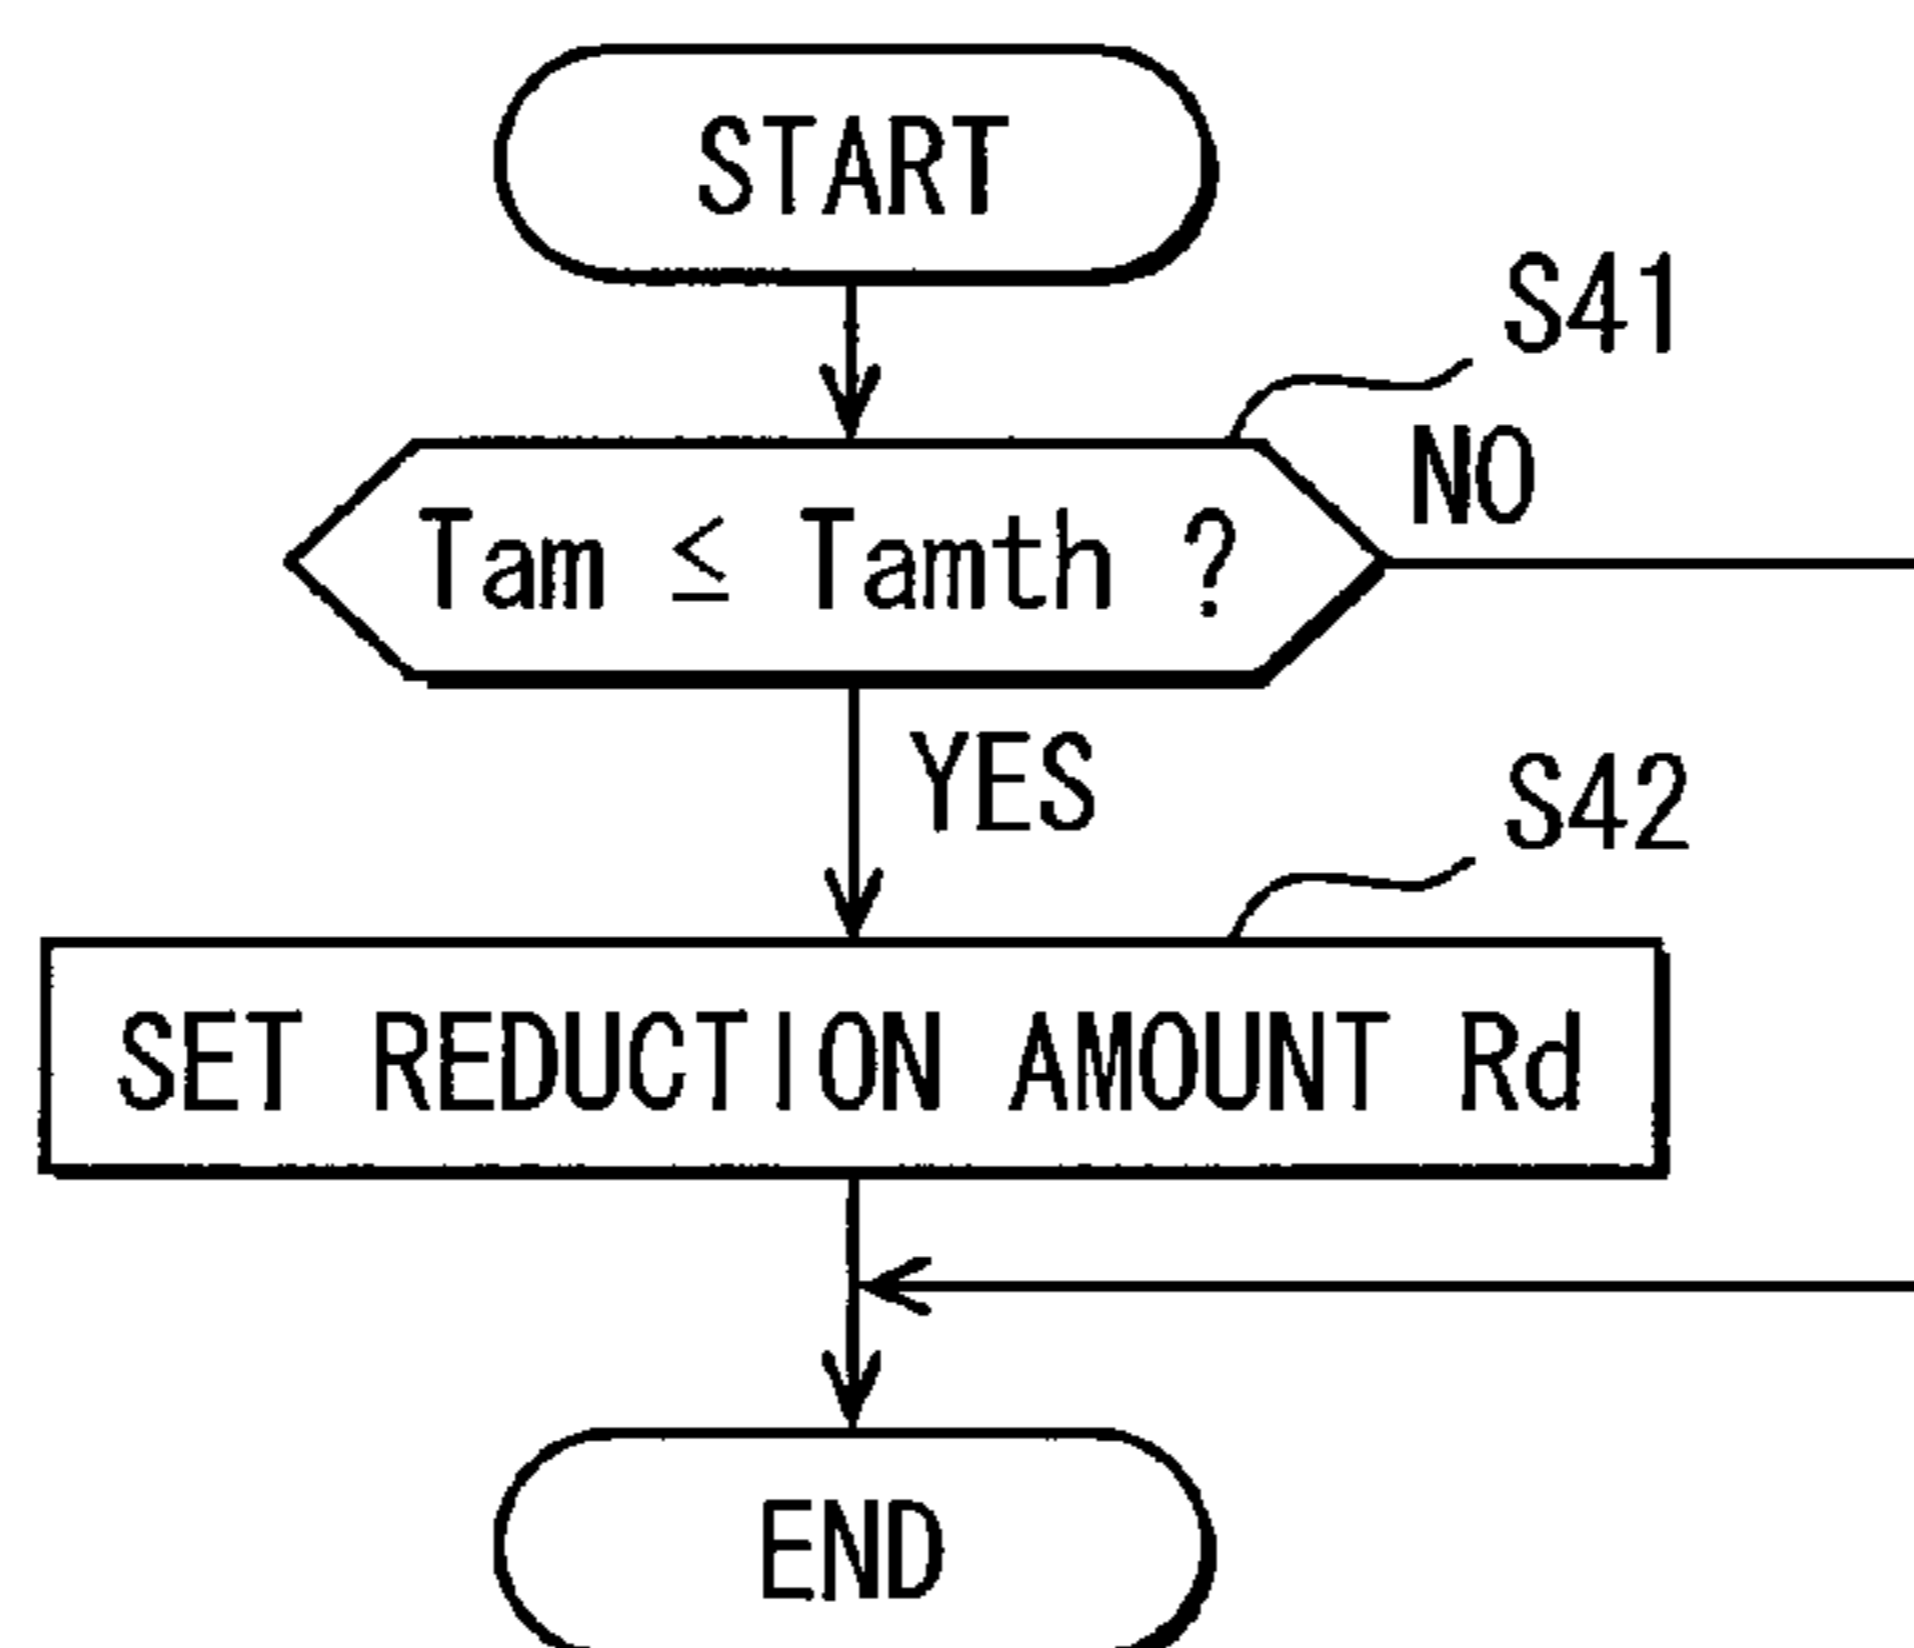 START
S41
NO
Tam ≤ Tamth ?
YES
S42
SET REDUCTION AMOUNT Rd
END